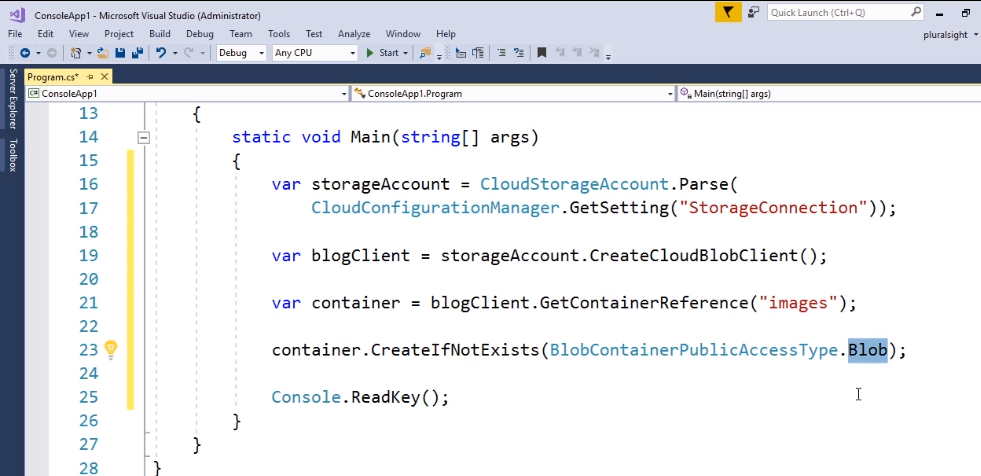 ConsoleApp1 - Microsoft Visual Studio (Administrator)
Quick Launch (Ctrl+Q)
File Edit View Project Build Debug Team Tools Test Analyze Window Help
pluralsight
Debug Any CPU Start
Server Explorer
Toolbox
Program.cs*
ConsoleApp1 ConsoleApp1.Program Main(string[] args)
13 {
14 static void Main(string[] args)
15 {
16 var storageAccount = CloudStorageAccount.Parse(
17 CloudConfigurationManager.GetSetting("StorageConnection"));
18
19 var blogClient = storageAccount.CreateCloudBlobClient();
20
21 var container = blogClient.GetContainerReference("images");
22
23 container.CreateIfNotExists(BlobContainerPublicAccessType.Blob);
24
25 Console.ReadKey();
26 }
27 }
28 }